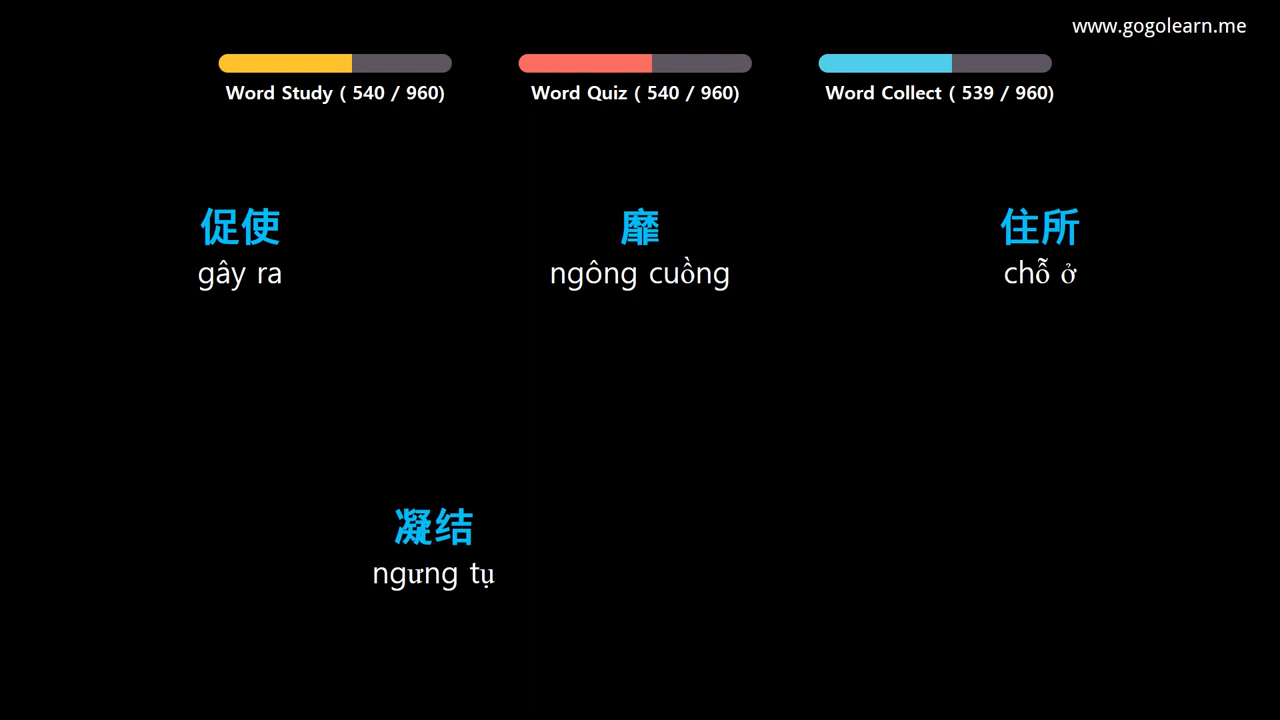 www.gogolearn.me
Word Study ( 540 / 960)
Word Quiz ( 540 / 960)
Word Collect ( 539 / 960)
促使
gây ra
靡
ngông cuồng
住所
chỗ ở
凝结
ngưng tụ